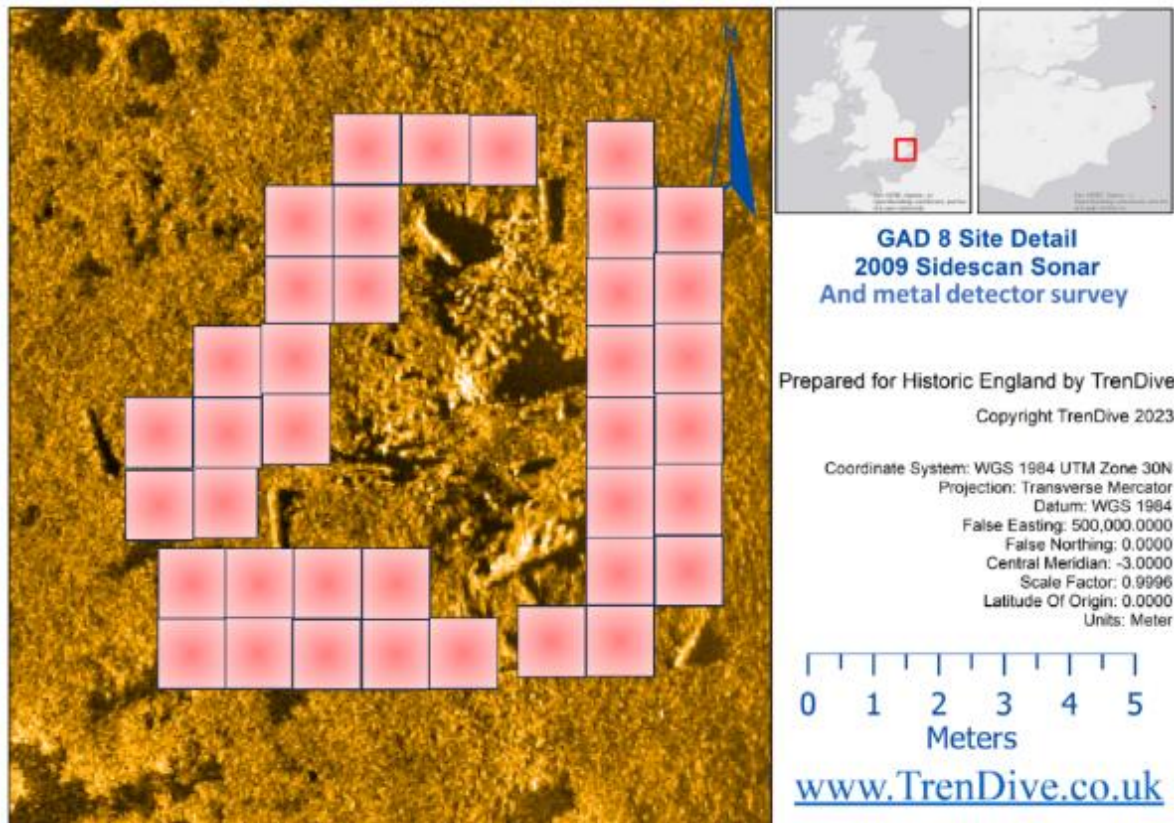 N
GAD 8 Site Detail
2009 Sidescan Sonar
And metal detector survey
Prepared for Historic England by TrenDive
Copyright TrenDive 2023
Coordinate System: WGS 1984 UTM Zone 30N
Projection: Transverse Mercator
Datum: WGS 1984
False Easting: 500,000.0000
False Northing: 0.0000
Central Meridian: -3.0000
Scale Factor: 0.9996
Latitude Of Origin: 0.0000
Units: Meter
0 1 2 3 4 5
Meters
www.TrenDive.co.uk